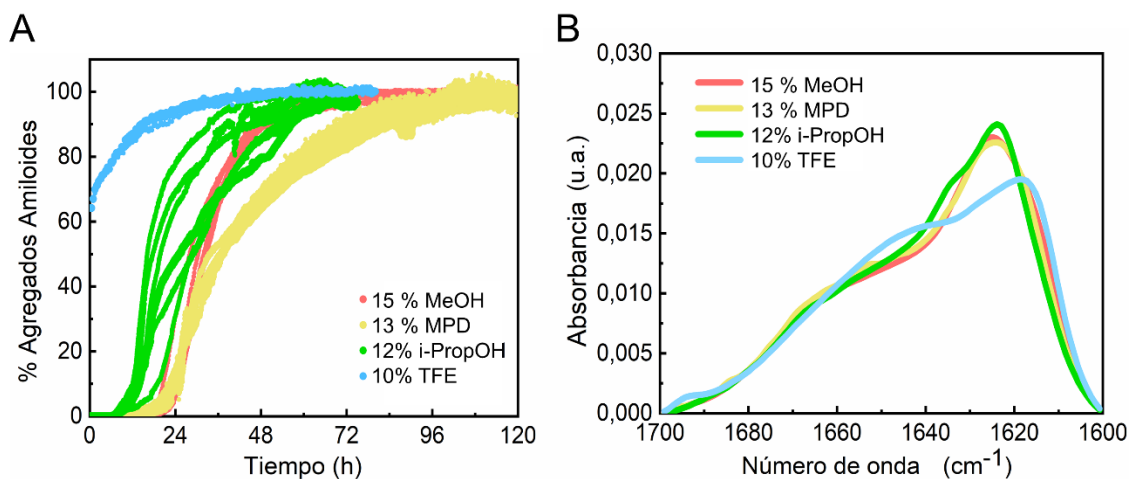 A
% Agregados Amiloides
100
80
60
40
20
0
0 24 48 72 96 120
Tiempo (h)
15 % MeOH
13 % MPD
12% i-PropOH
10% TFE
B
Absorbancia (u.a.)
0,030
0,025
0,020
0,015
0,010
0,005
0,000
1700 1680 1660 1640 1620 1600
Número de onda (cm⁻¹)
15 % MeOH
13 % MPD
12% i-PropOH
10% TFE